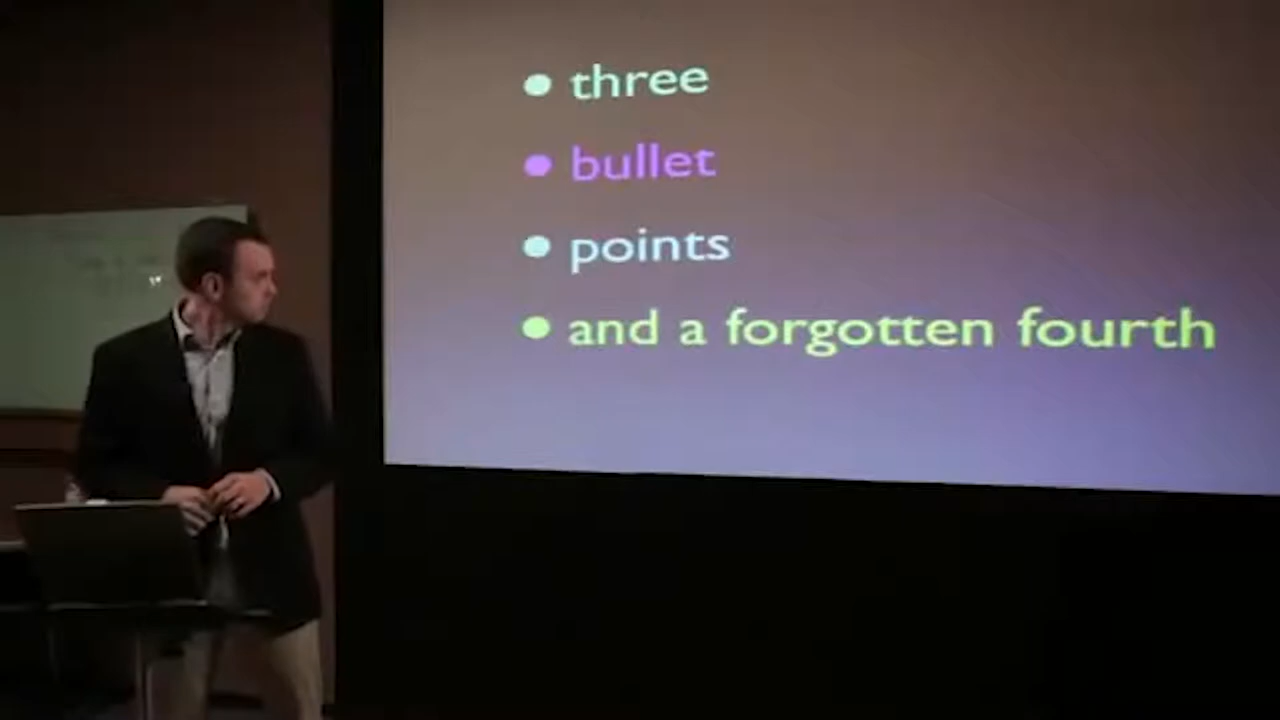 • three
• bullet
• points
• and a forgotten fourth